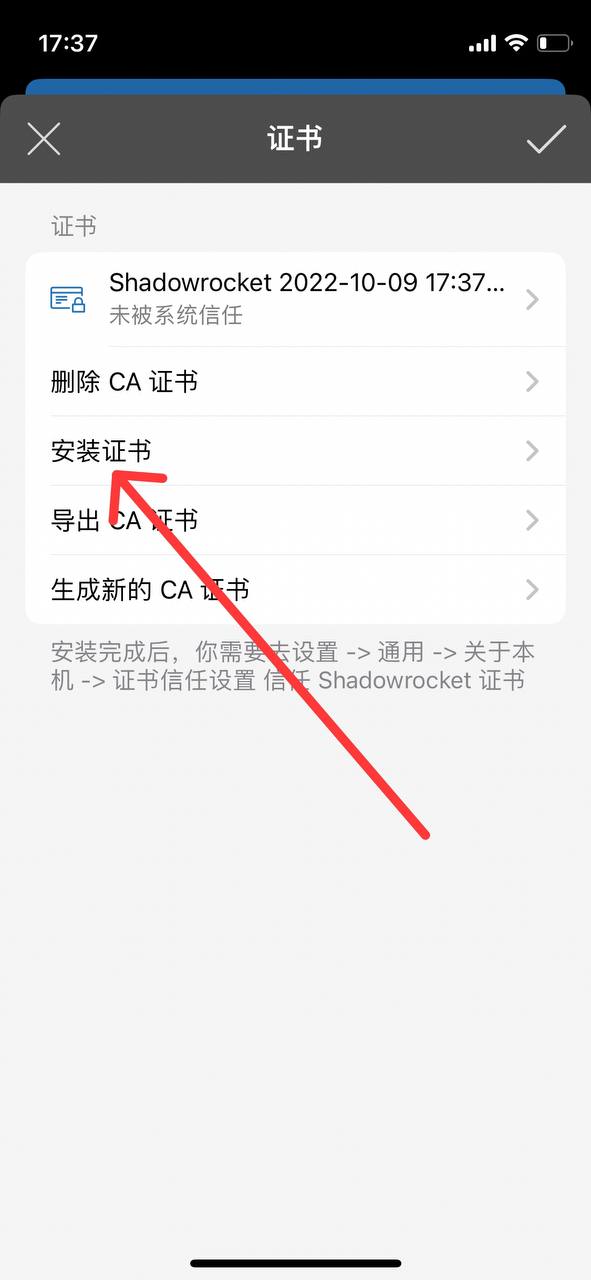 17:37
证书
证书
Shadowrocket 2022-10-09 17:37...
未被系统信任
删除 CA 证书
安装证书
导出 CA 证书
生成新的 CA 证书
安装完成后，你需要去设置 -> 通用 -> 关于本
机 -> 证书信任设置 信任 Shadowrocket 证书